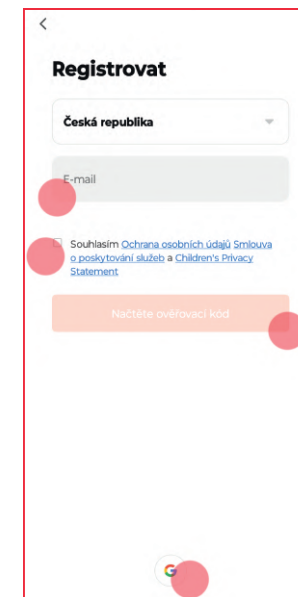 Registrovat
Česká republika
E-mail
Souhlasím Ochrana osobních údajů Smlouva
o poskytování služeb a Children's Privacy
Statement
Načtěte ověřovací kód
G